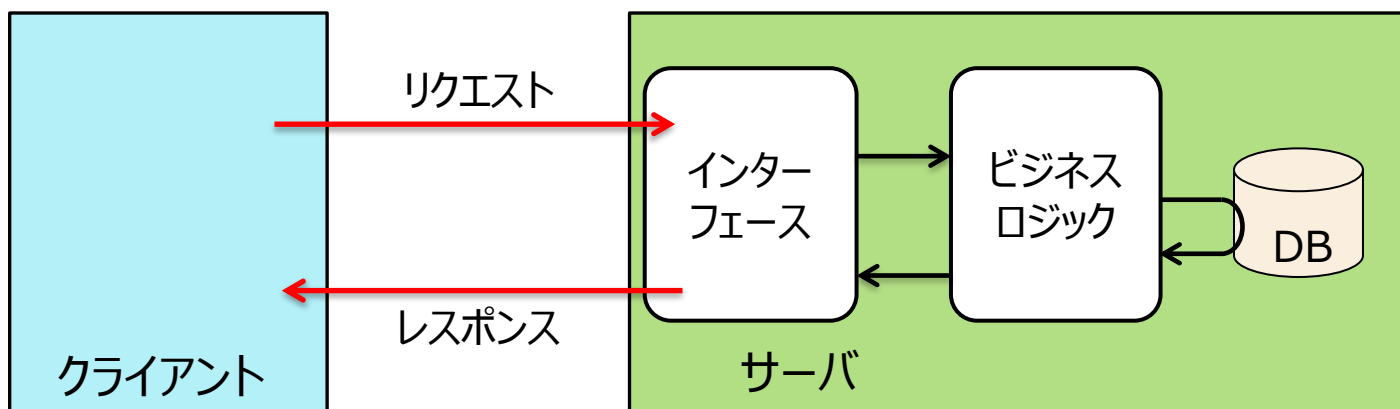 リクエスト
インター
フェース
ビジネス
ロジック
DB
レスポンス
クライアント
サーバ